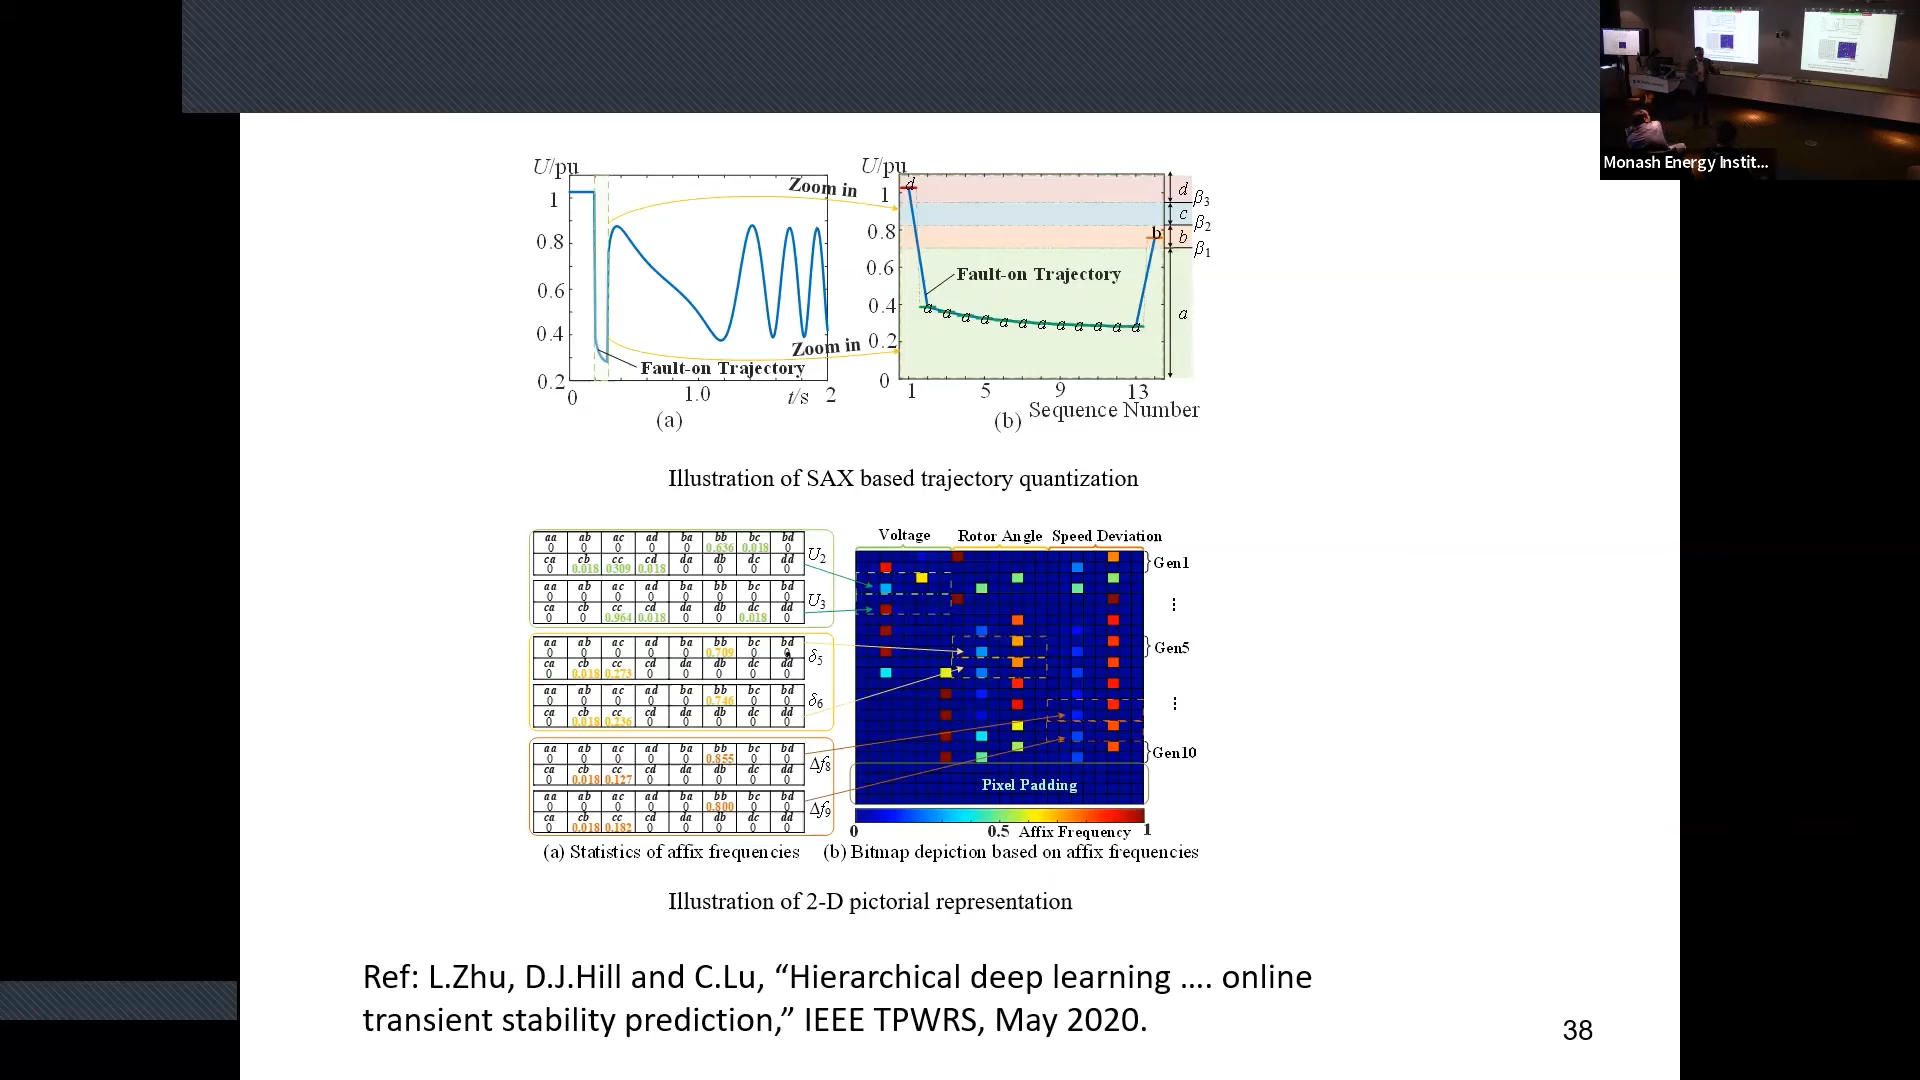 Monash Energy Instit...
U/pu
1
0.8
0.6
0.4
0.2
0
1.0
t/s
2
Zoom in
Zoom in
Fault-on Trajectory
(a)
U/pu
1
0.8
0.6
0.4
0.2
0
1
5
9
13
Sequence Number
d
b
a a a a a a a a a a a a
Fault-on Trajectory
d
β3
c
β2
b
β1
a
(b)
Illustration of SAX based trajectory quantization
aa ab ac ad ba bb bc bd
0 0 0 0 0 0.636 0.018 0
ca cb cc cd da db dc dd
0 0.018 0309 0.018 0 0 0 0
U2
aa ab ac ad ba bb bc bd
0 0 0 0 0 0 0 0
ca cb cc cd da db dc dd
0 0 0.964 0.018 0 0 0.018 0
U3
aa ab ac ad ba bb bc bd
0 0 0 0 0 0.709 0 0
ca cb cc cd da db dc dd
0 0.018 0.273 0 0 0 0 0
δ5
aa ab ac ad ba bb bc bd
0 0 0 0 0 0.746 0 0
ca cb cc cd da db dc dd
0 0.018 0.236 0 0 0 0 0
δ6
aa ab ac ad ba bb bc bd
0 0 0 0 0 0.855 0 0
ca cb cc cd da db dc dd
0 0.018 0.127 0 0 0 0 0
Δf8
aa ab ac ad ba bb bc bd
0 0 0 0 0 0.800 0 0
ca cb cc cd da db dc dd
0 0.018 0.182 0 0 0 0 0
Δf9
Voltage Rotor Angle Speed Deviation
Gen1
⋮
Gen5
⋮
Gen10
Pixel Padding
0 0.5 Affix Frequency 1
(a) Statistics of affix frequencies
(b) Bitmap depiction based on affix frequencies
Illustration of 2-D pictorial representation
Ref: L.Zhu, D.J.Hill and C.Lu, “Hierarchical deep learning …. online
transient stability prediction,” IEEE TPWRS, May 2020.
38